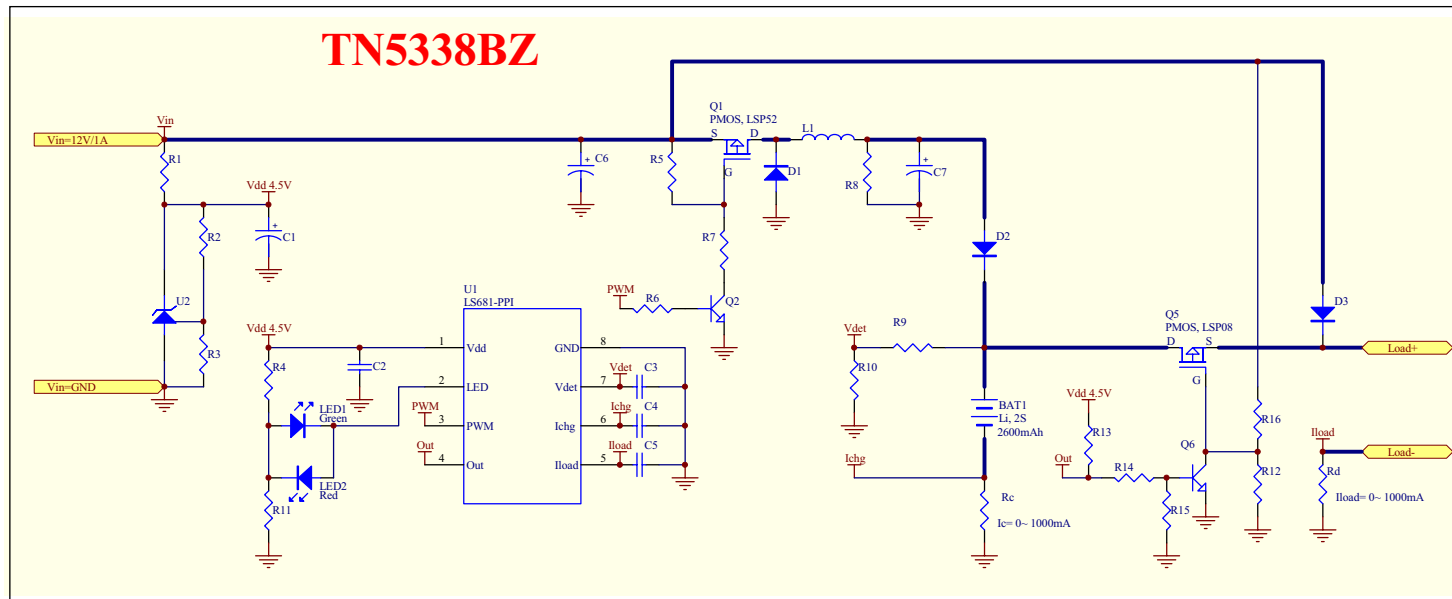 TN5338BZ
Vin=12V/1A
Vin
R1
Vdd 4.5V
R2
C1
U2
R3
Vin=GND
C6
R5
Q1
PMOS, LSP52
S
D
G
D1
L1
R8
C7
R7
PWM
R6
Q2
D2
U1
LS681-PPI
Vdd 4.5V
R4
C2
1
Vdd
2
LED
3
PWM
4
Out
GND
8
Vdet
7
Ichg
6
Iload
5
PWM
Out
Vdet
C3
Ichg
C4
Iload
C5
LED1
Green
LED2
Red
R11
Vdet
R9
R10
BAT1
Li, 2S
2600mAh
Ichg
Rc
Ic= 0~ 1000mA
Q5
PMOS, LSP08
D
S
G
D3
Load+
Vdd 4.5V
R13
Out
R14
R15
Q6
R16
R12
Iload
Load-
Rd
Iload= 0~ 1000mA